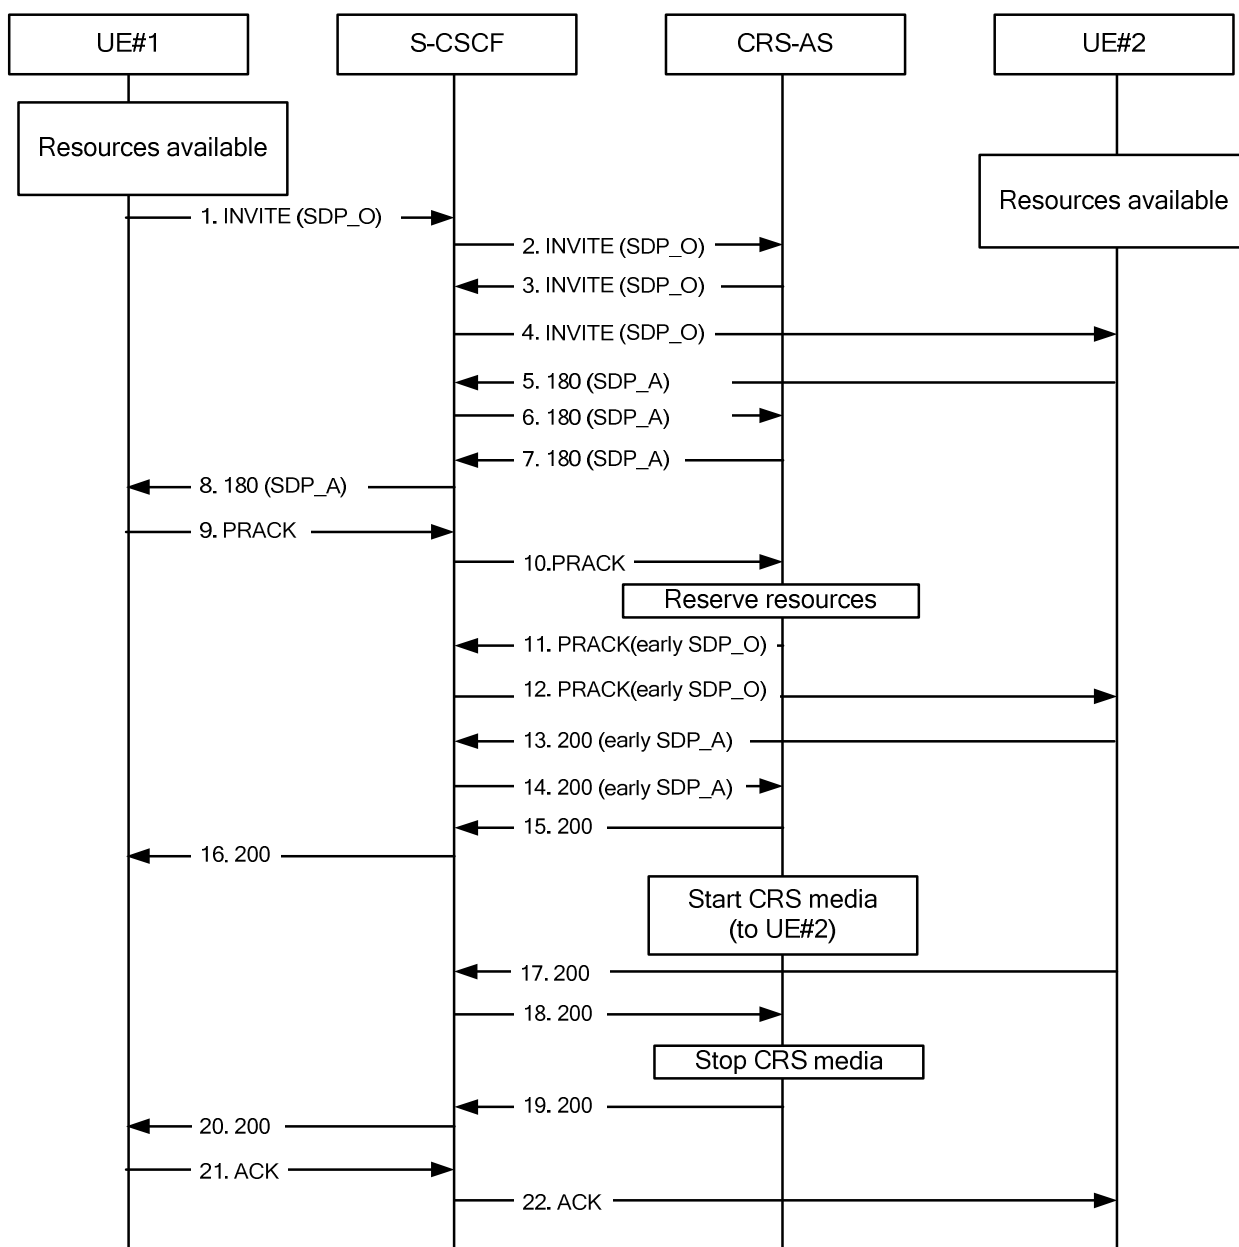 UE#1
S-CSCF
CRS-AS
UE#2
Resources available
Resources available
1. INVITE (SDP_O)
2. INVITE (SDP_O)
3. INVITE (SDP_O)
4. INVITE (SDP_O)
5. 180 (SDP_A)
6. 180 (SDP_A)
7. 180 (SDP_A)
8. 180 (SDP_A)
9. PRACK
10.PRACK
Reserve resources
11. PRACK(early SDP_O)
12. PRACK(early SDP_O)
13. 200 (early SDP_A)
14. 200 (early SDP_A)
15. 200
16. 200
Start CRS media
(to UE#2)
17. 200
18. 200
Stop CRS media
19. 200
20. 200
21. ACK
22. ACK